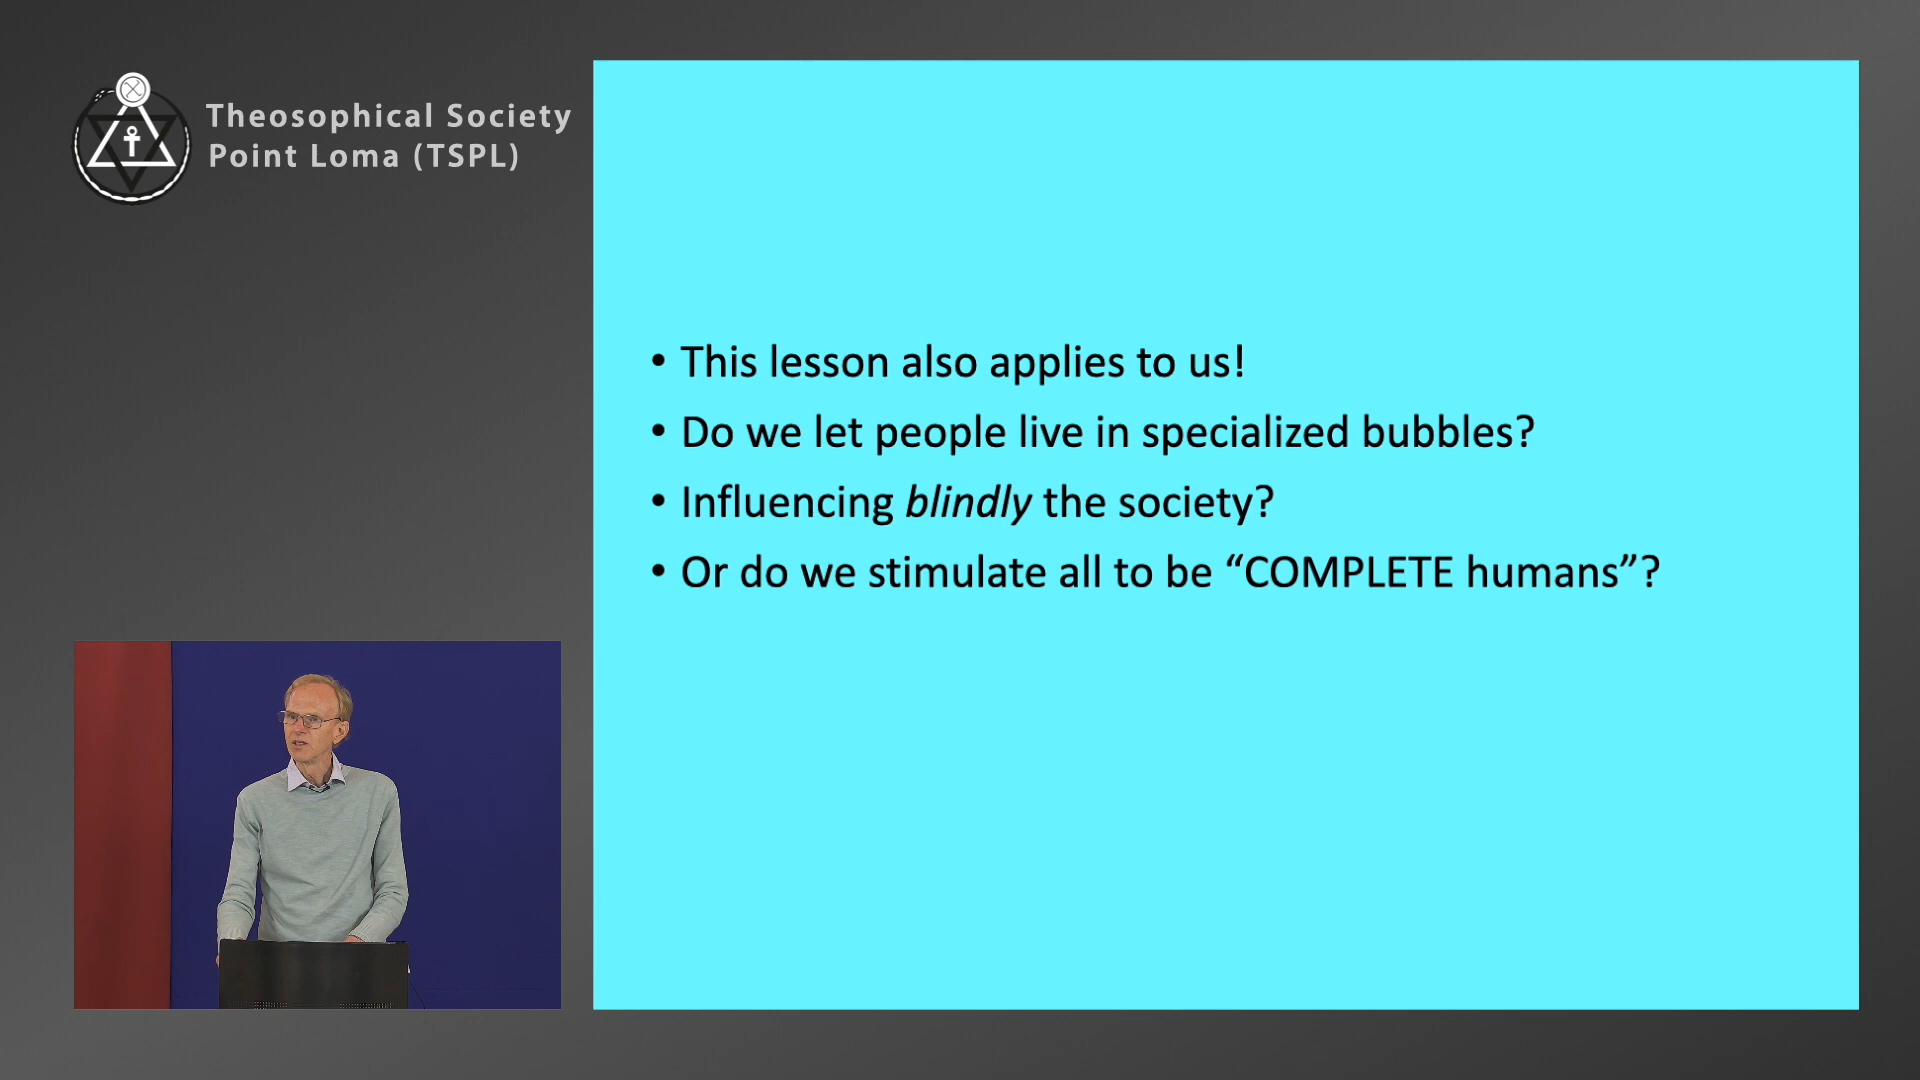 Theosophical Society
Point Loma (TSPL)
• This lesson also applies to us!
• Do we let people live in specialized bubbles?
• Influencing blindly the society?
• Or do we stimulate all to be “COMPLETE humans”?